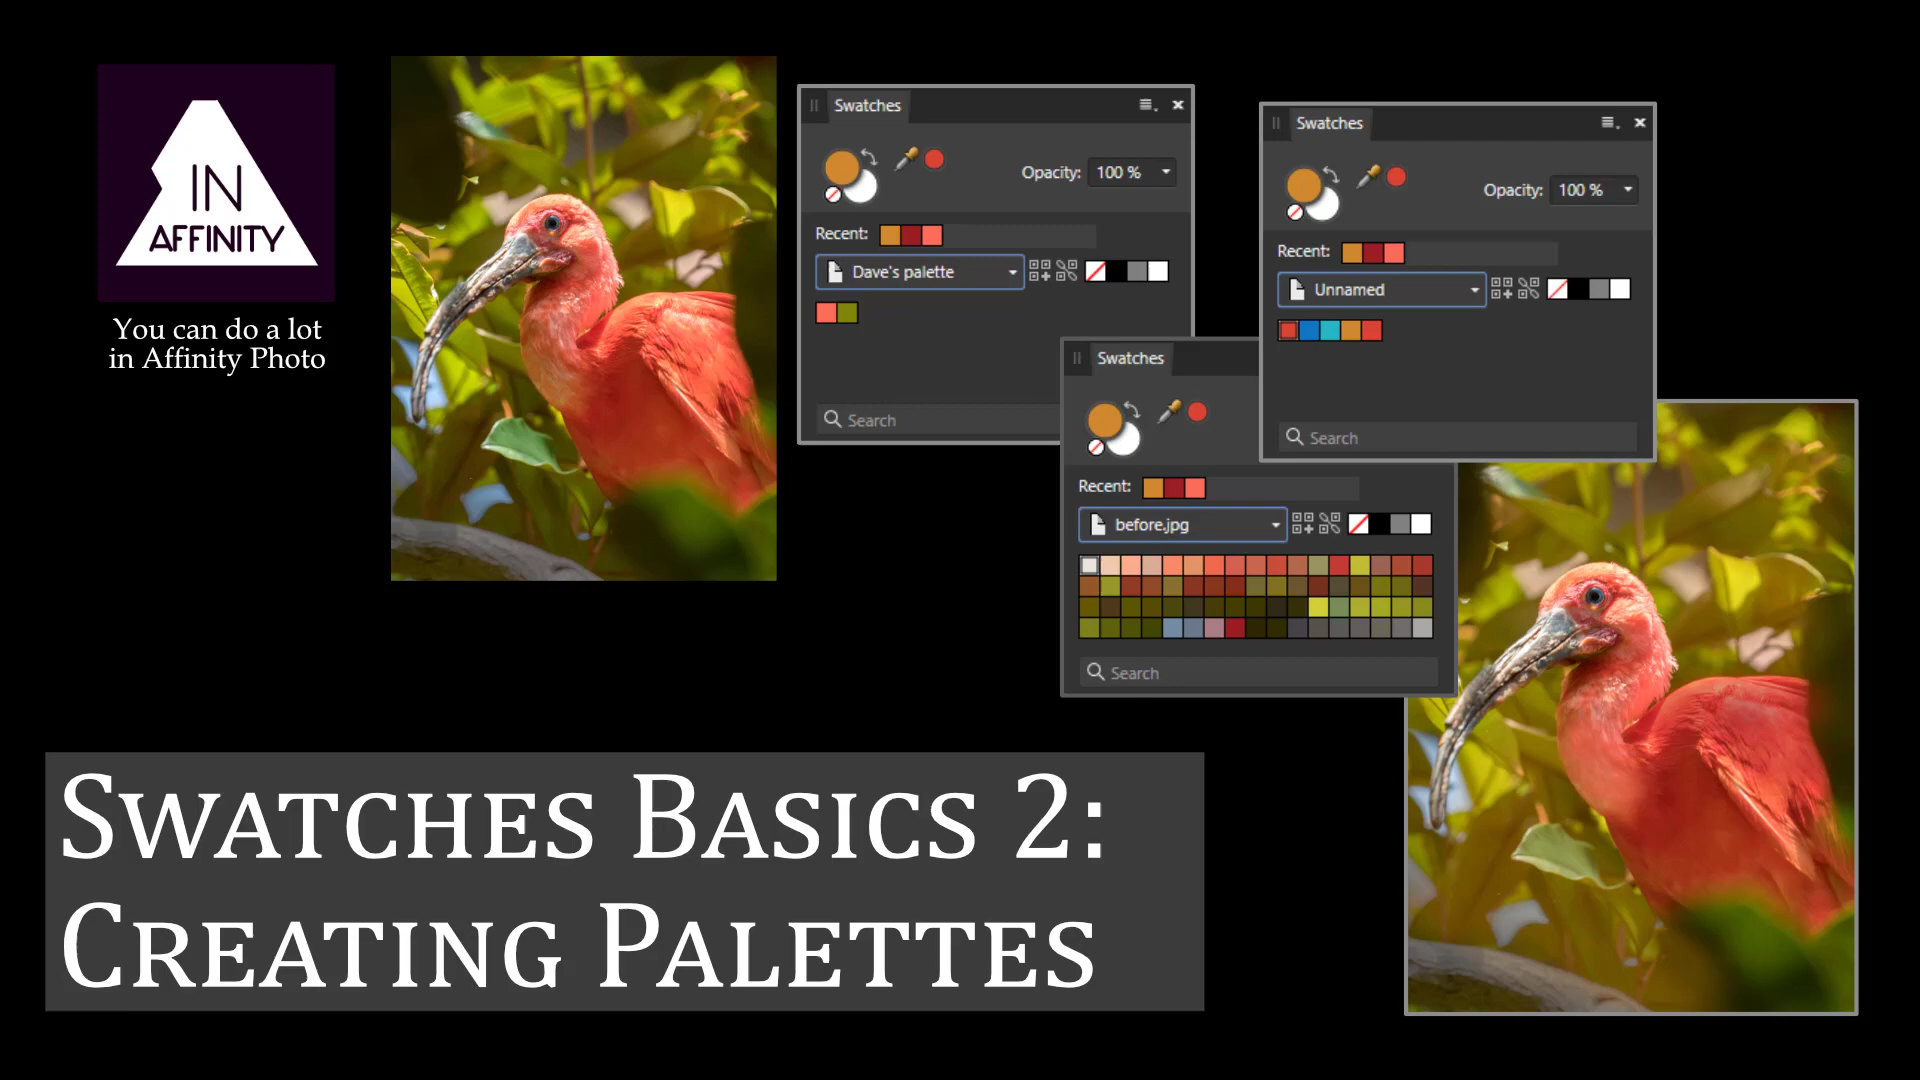 IN
AFFINITY
You can do a lot
in Affinity Photo
Swatches
Opacity: 100 %
Recent:
Dave's palette
Search
Swatches
Opacity: 100 %
Recent:
Unnamed
Search
Swatches
Recent:
before.jpg
Search
Swatches Basics 2:
Creating Palettes